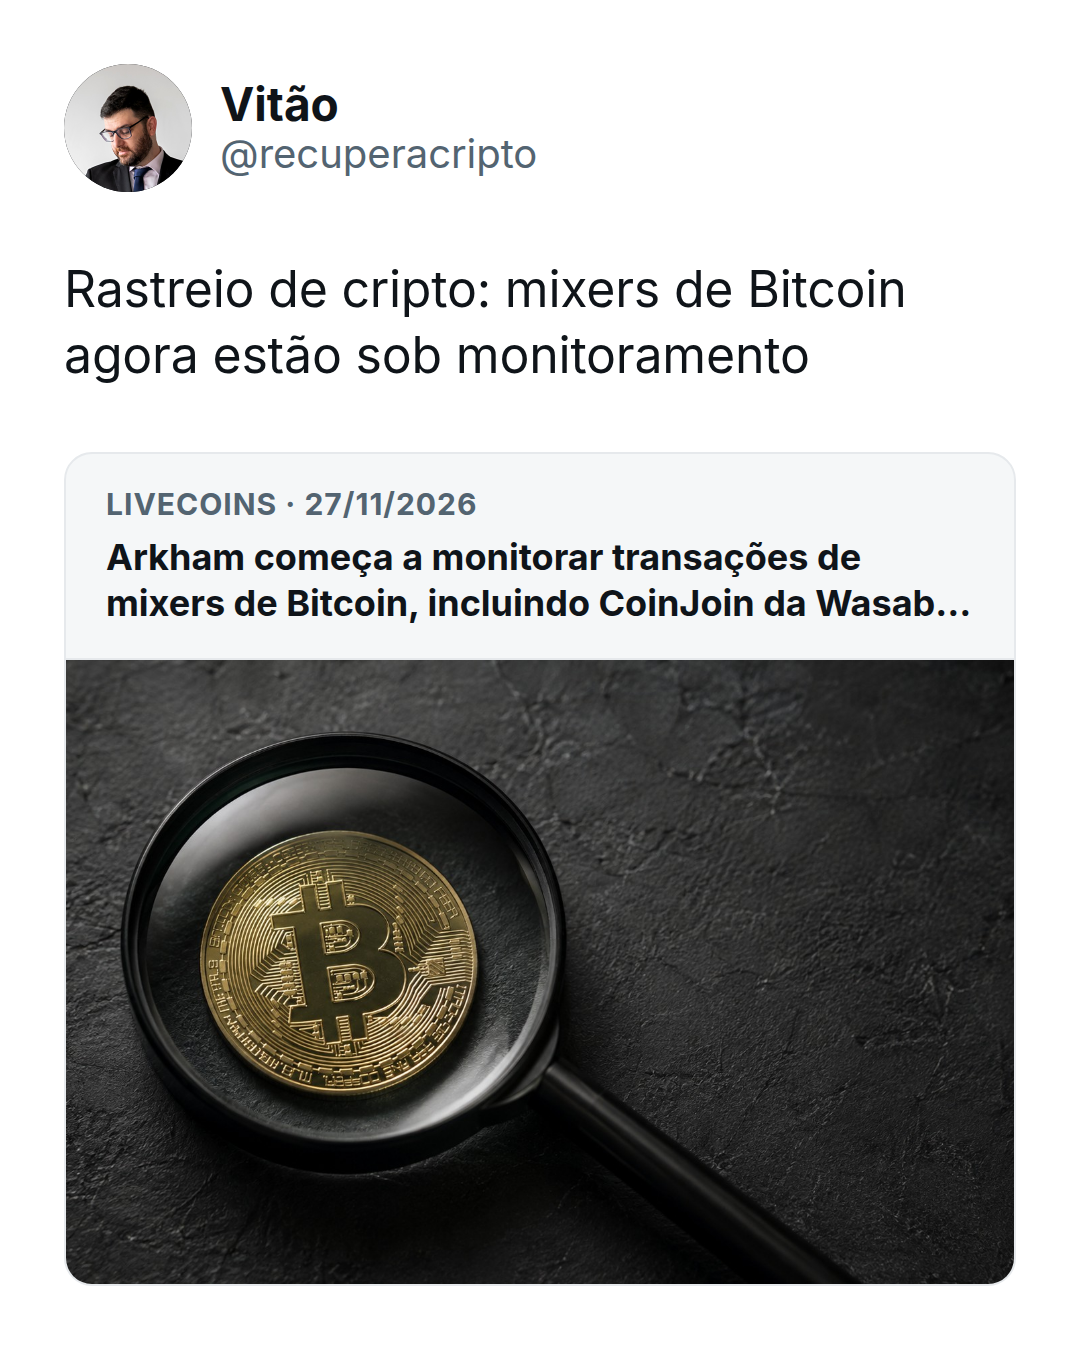 Vitão
@recuperacripto
Rastreio de cripto: mixers de Bitcoin
agora estão sob monitoramento
LIVECOINS · 27/11/2026
Arkham começa a monitorar transações de
mixers de Bitcoin, incluindo CoinJoin da Wasab...